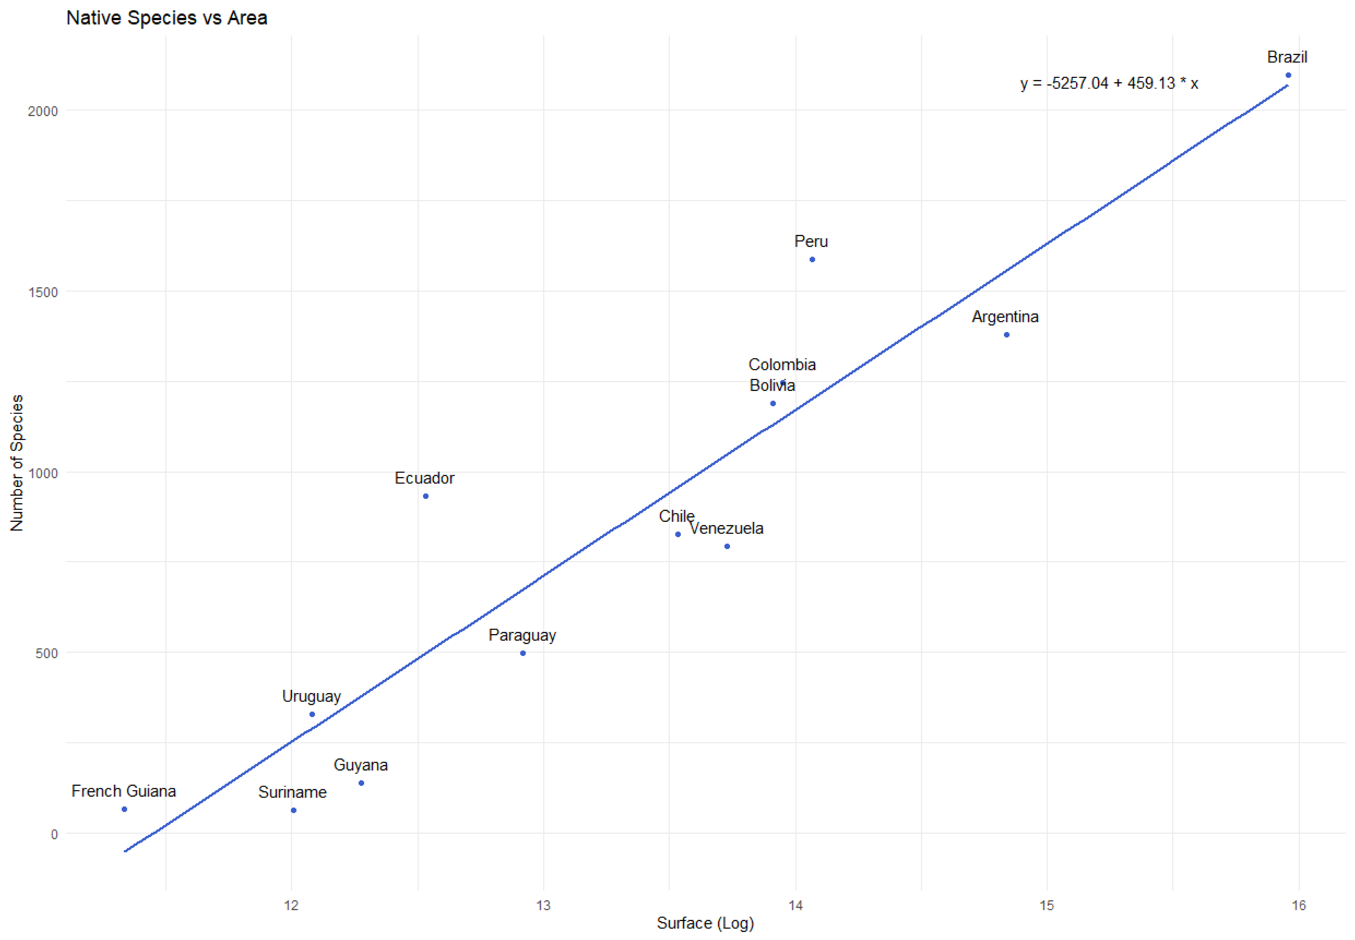 Native Species vs Area
Brazil
y = -5257.04 + 459.13 * x
2000
Peru
1500
Argentina
Colombia
Bolivia
Number of Species
1000
Ecuador
Chile
Venezuela
Paraguay
500
Uruguay
Guyana
French Guiana
Suriname
0
12 13 14 15 16
Surface (Log)